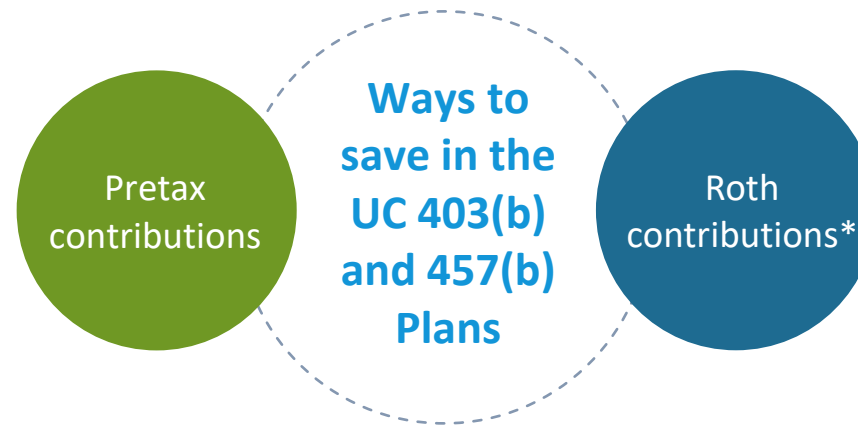 Pretax
contributions
Ways to
save in the
UC 403(b)
and 457(b)
Plans
Roth
contributions*